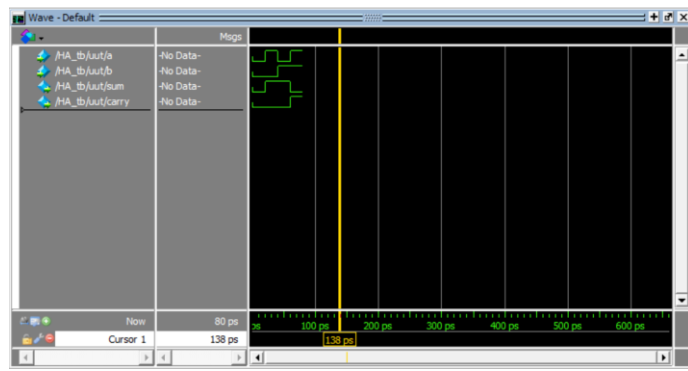 Wave - Default
Msgs
/HA_tb/uut/a -No Data-
/HA_tb/uut/b -No Data-
/HA_tb/uut/sum -No Data-
/HA_tb/uut/carry -No Data-
Now 80 ps ps 100 ps 200 ps 300 ps 400 ps 500 ps 600 ps
Cursor 1 138 ps 138 ps